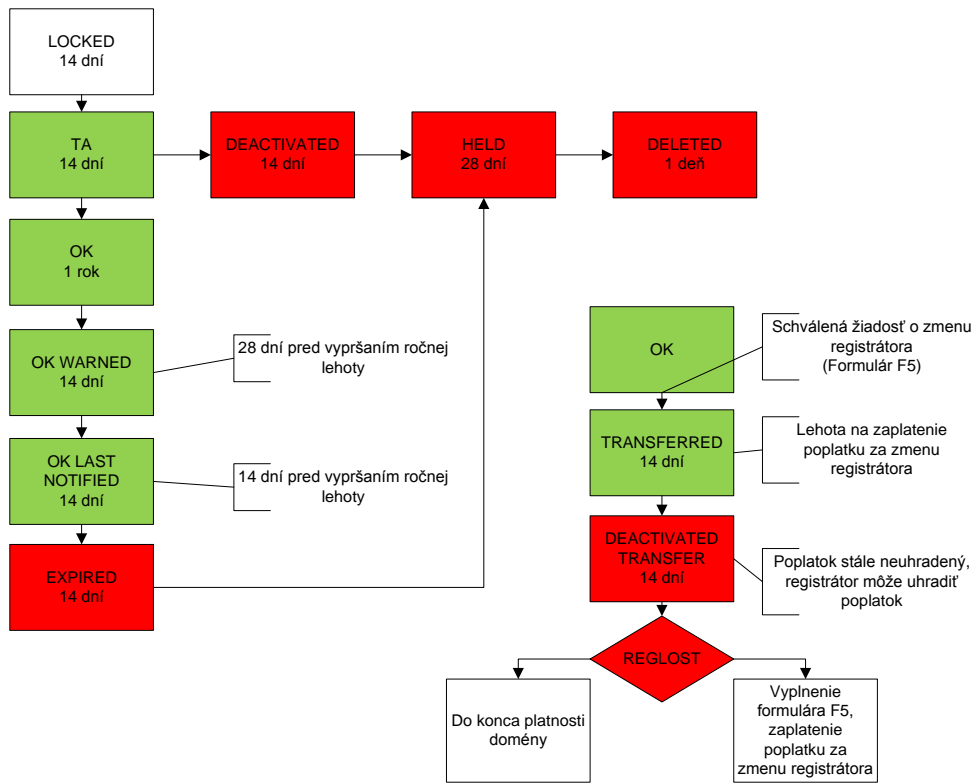 LOCKED
14 dní
TA
14 dní
DEACTIVATED
14 dní
HELD
28 dní
DELETED
1 deň
OK
1 rok
OK WARNED
14 dní
28 dní pred vypršaním ročnej
lehoty
OK LAST
NOTIFIED
14 dní
14 dní pred vypršaním ročnej
lehoty
EXPIRED
14 dní
OK
Schválená žiadosť o zmenu
registrátora
(Formulár F5)
TRANSFERRED
14 dní
Lehota na zaplatenie
poplatku za zmenu
registrátora
DEACTIVATED
TRANSFER
14 dní
Poplatok stále neuhradený,
registrátor môže uhradiť
poplatok
REGLOST
Do konca platnosti
domény
Vyplnenie
formulára F5,
zaplatenie
poplatku za
zmenu registrátora